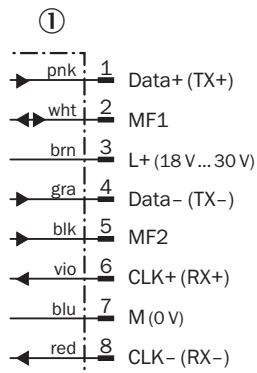 ①
pnk 1 Data+ (TX+)
wht 2 MF1
brn 3 L+ (18 V ... 30 V)
gra 4 Data– (TX–)
blk 5 MF2
vio 6 CLK+ (RX+)
blu 7 M (0 V)
red 8 CLK– (RX–)